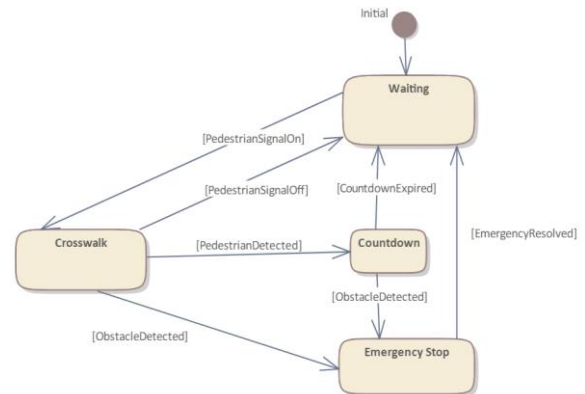 Initial
Waiting
[PedestrianSignalOn]
[PedestrianSignalOff]
[CountdownExpired]
[EmergencyResolved]
Crosswalk
[PedestrianDetected]
Countdown
[ObstacleDetected]
[ObstacleDetected]
Emergency Stop